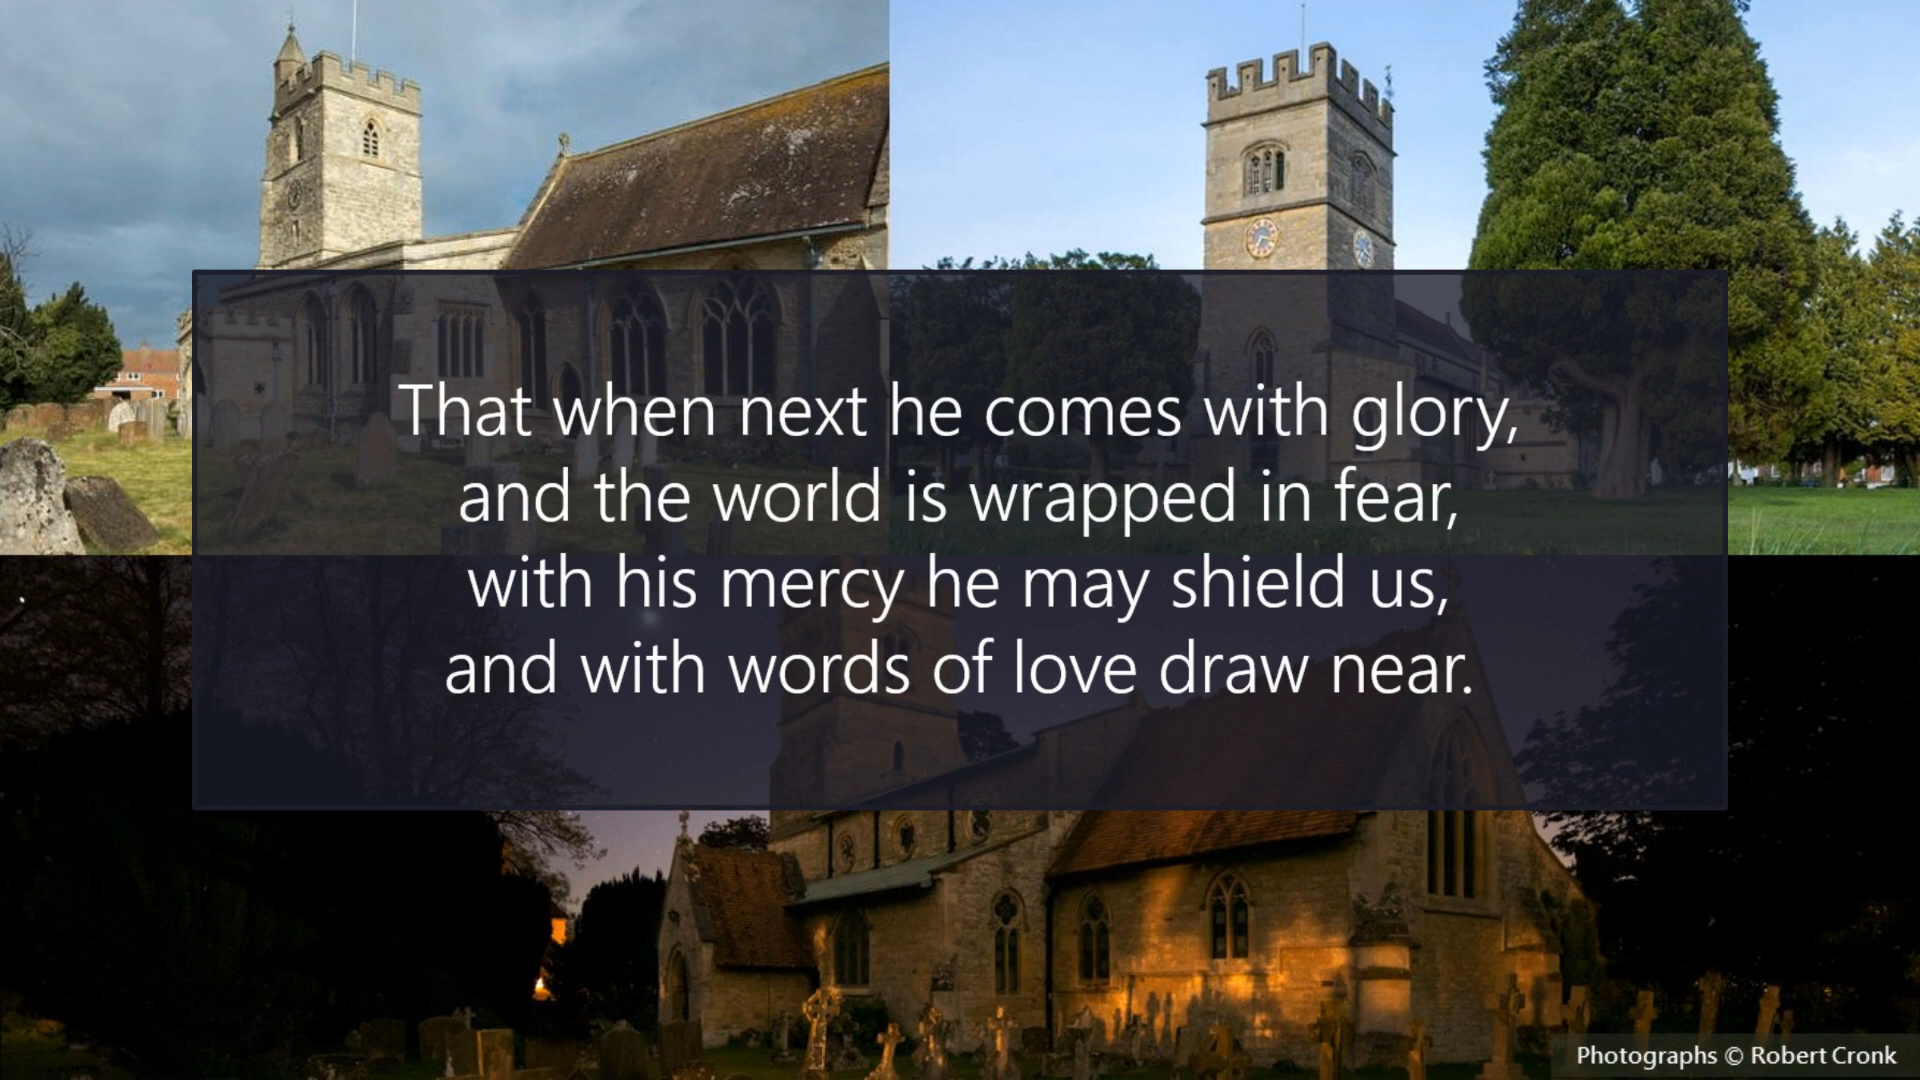 That when next he comes with glory,
and the world is wrapped in fear,
with his mercy he may shield us,
and with words of love draw near.
Photographs © Robert Cronk